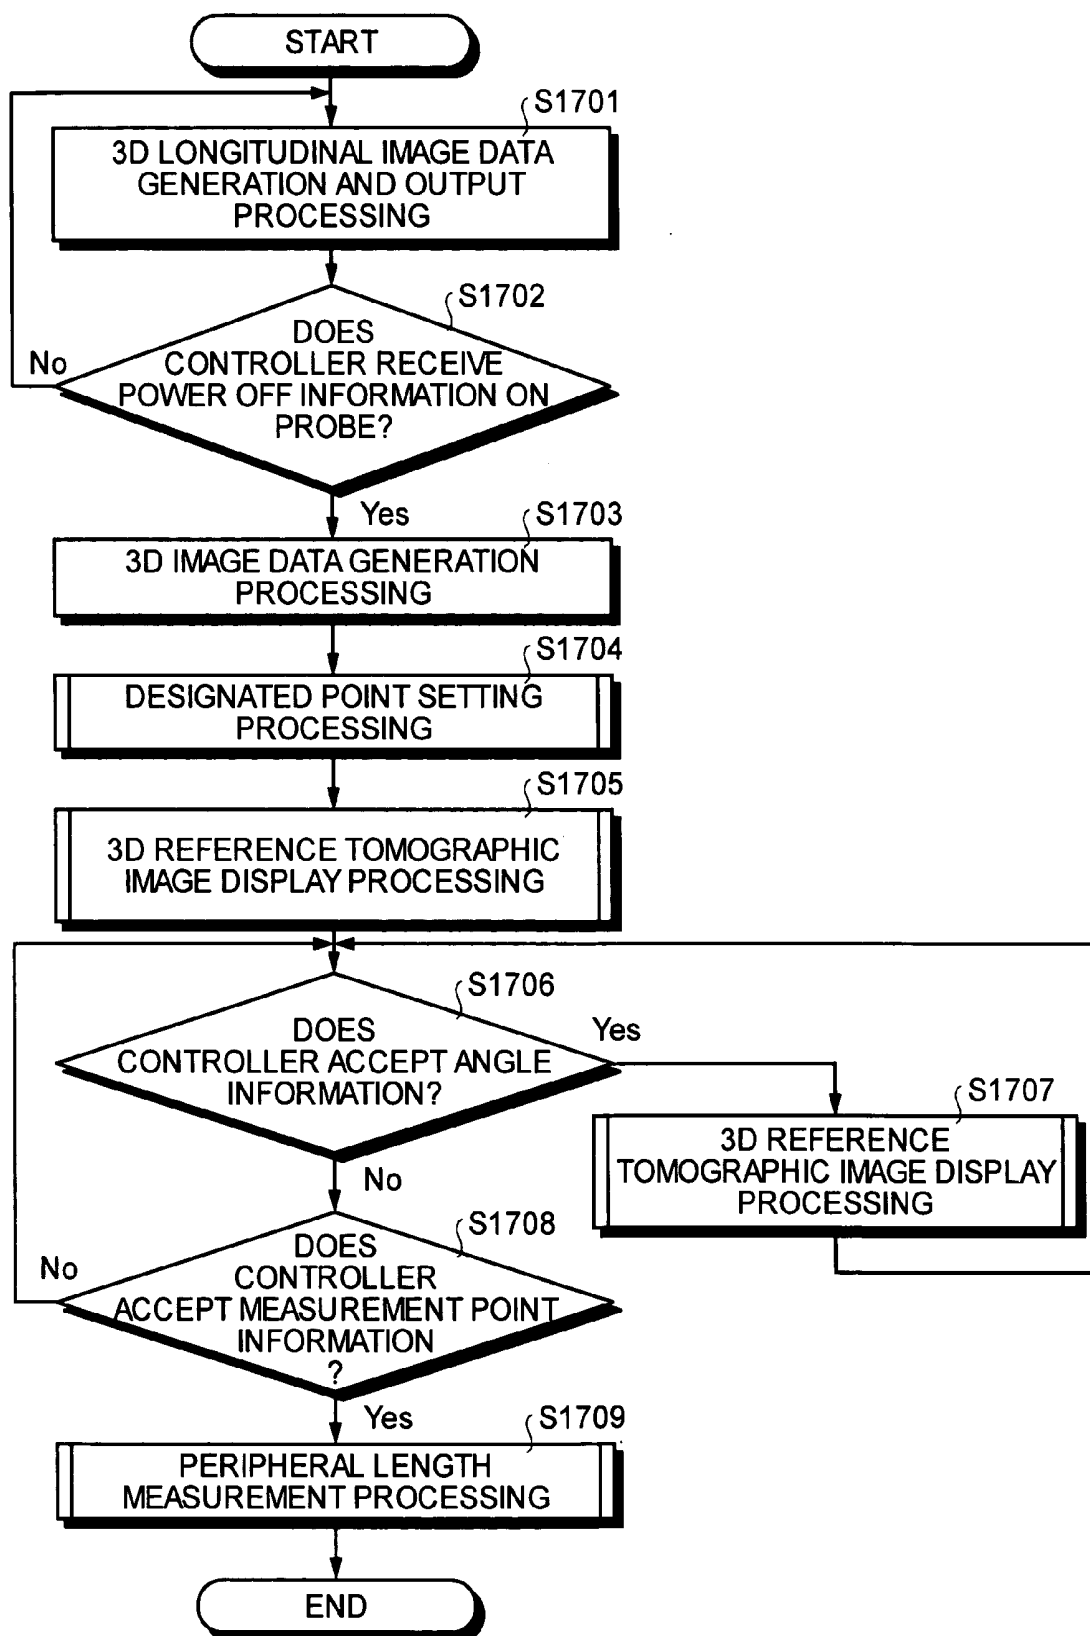 START
S1701
3D LONGITUDINAL IMAGE DATA
GENERATION AND OUTPUT
PROCESSING
S1702
DOES
CONTROLLER RECEIVE
POWER OFF INFORMATION ON
PROBE?
No
Yes
S1703
3D IMAGE DATA GENERATION
PROCESSING
S1704
DESIGNATED POINT SETTING
PROCESSING
S1705
3D REFERENCE TOMOGRAPHIC
IMAGE DISPLAY PROCESSING
S1706
DOES
CONTROLLER ACCEPT ANGLE
INFORMATION?
Yes
S1707
3D REFERENCE
TOMOGRAPHIC IMAGE DISPLAY
PROCESSING
No
S1708
DOES
CONTROLLER
ACCEPT MEASUREMENT POINT
INFORMATION
?
No
Yes
S1709
PERIPHERAL LENGTH
MEASUREMENT PROCESSING
END